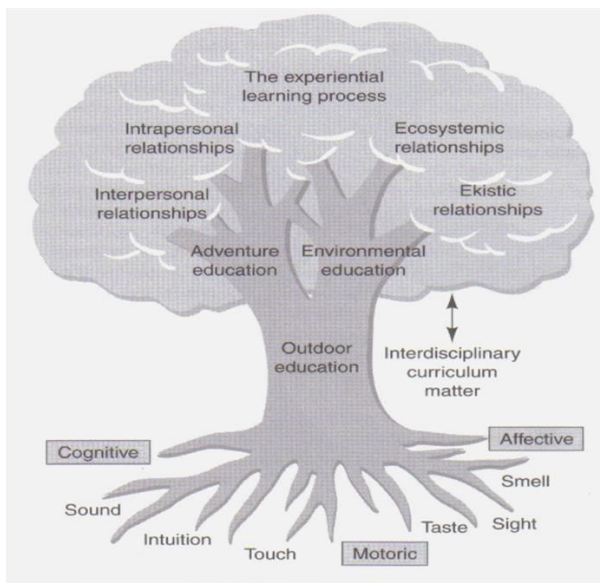 The experiential
learning process
Intrapersonal
relationships
Ecosystemic
relationships
Interpersonal
relationships
Ekistic
relationships
Adventure
education
Environmental
education
Outdoor
education
Interdisciplinary
curriculum
matter
Cognitive
Affective
Sound
Intuition
Touch
Motoric
Taste
Sight
Smell